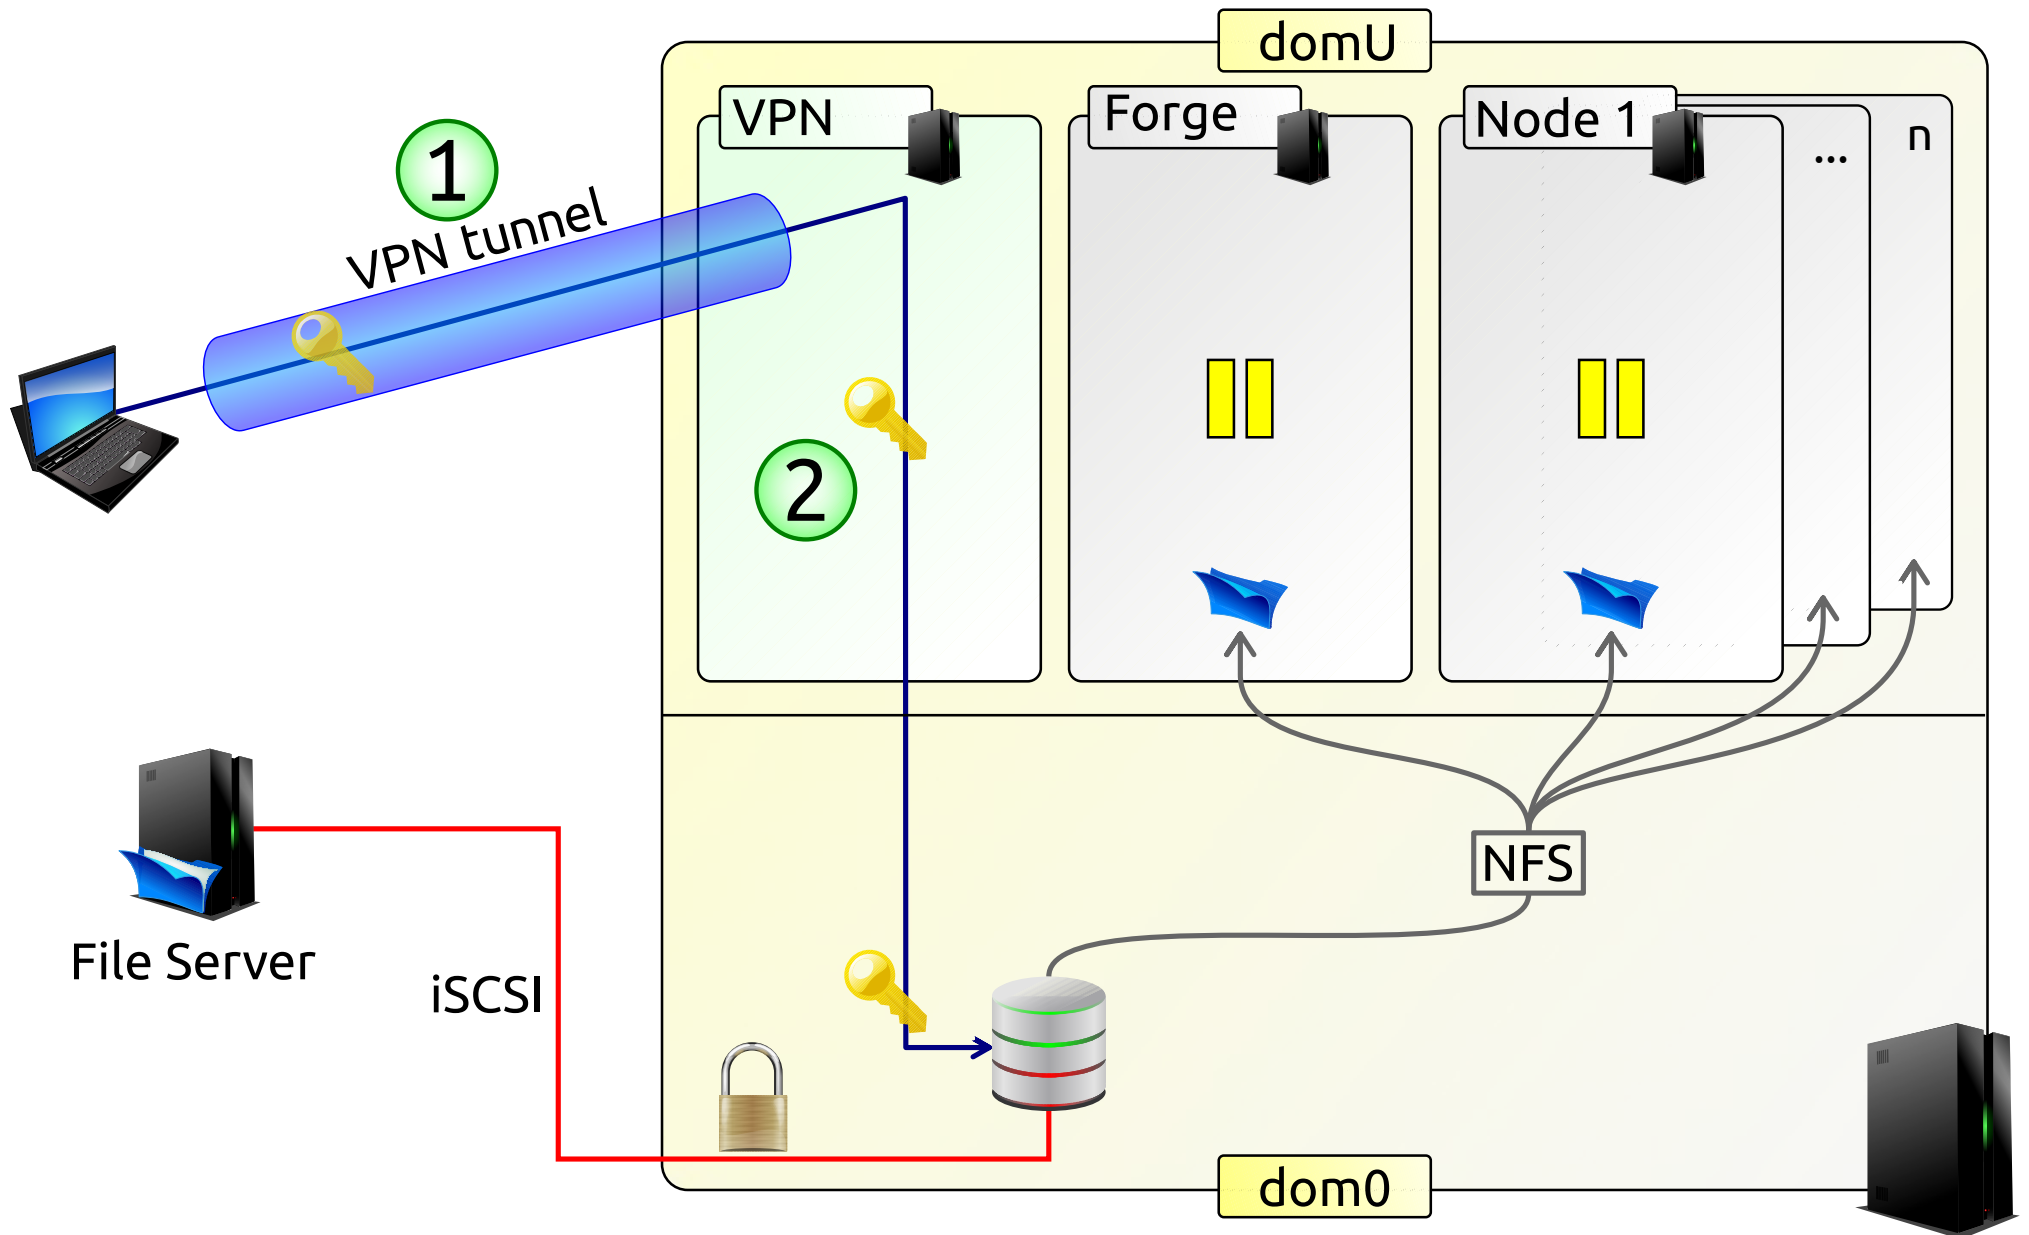 domU
VPN
Forge
Node 1
...
n
1
VPN tunnel
2
NFS
File Server
iSCSI
dom0